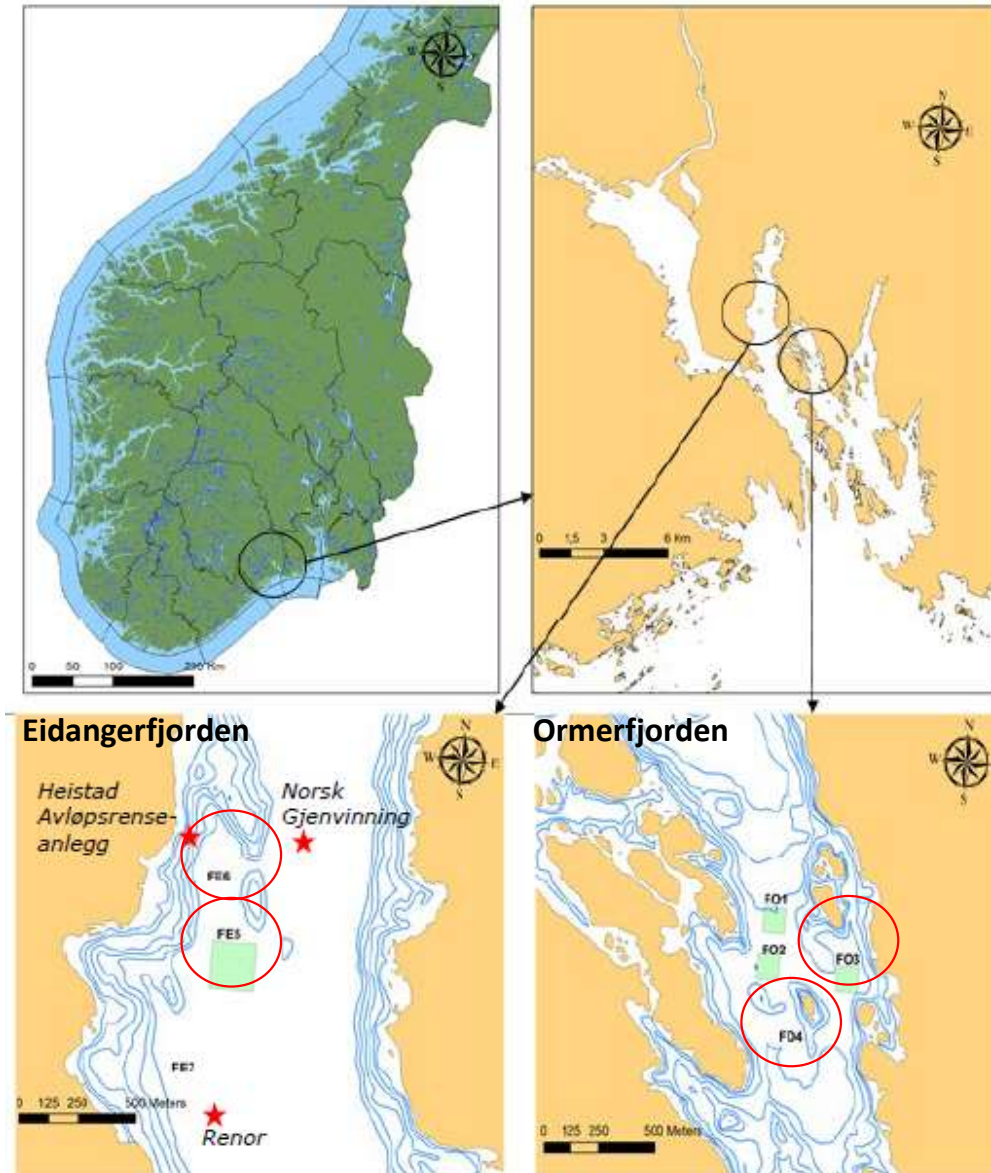 N
W
S
0 50 100 200 Km
N
W E
S
0 1,5 3 6 Km
Eidangerfjorden
N
W E
S
Heistad
Avløpsrense-
anlegg
Norsk
Gjenvinning
FE6
FE5
FE7
0 125 250 500 Meters
Renor
Ormerfjorden
N
W E
S
FO1
FO2
FO3
FO4
0 125 250 500 Meters